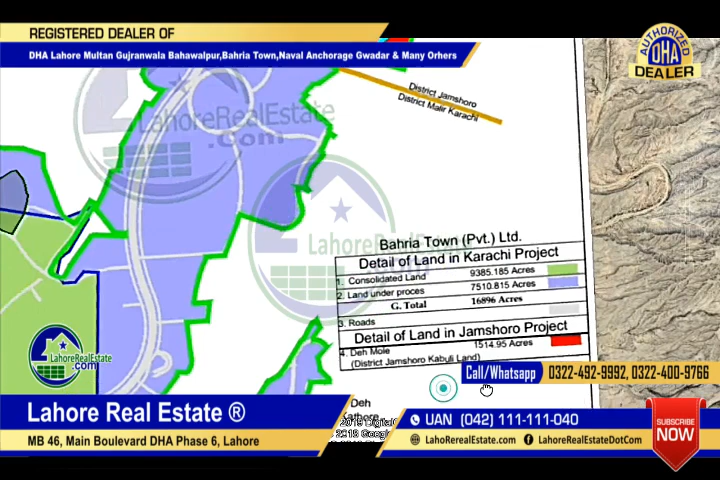 REGISTERED DEALER OF
DHA Lahore Multan Gujranwala Bahawalpur,Bahria Town,Naval Anchorage Gwadar & Many Orhers
AUTHORIZED
DHA
DEALER
District Jamshoro
District Malir Karachi
LahoreRealEstate
.Com
LahoreRealEstate
Bahria Town (Pvt.) Ltd.
Detail of Land in Karachi Project
1. Consolidated Land 9385.185 Acres
2. Land under proces 7510.815 Acres
G. Total 16896 Acres
3. Roads
Detail of Land in Jamshoro Project
4. Deh Mole 1514.95 Acres
(District Jamshoro Kabuli Land)
LahoreRealEstate
.com
Call/Whatsapp 0322-492-9992, 0322-400-9766
Deh
Kathore
Lahore Real Estate ®
MB 46, Main Boulevard DHA Phase 6, Lahore
UAN (042) 111-111-040
LahoRerealEstate.com LahoreRealEstateDotCom
SUBSCRIBE
NOW